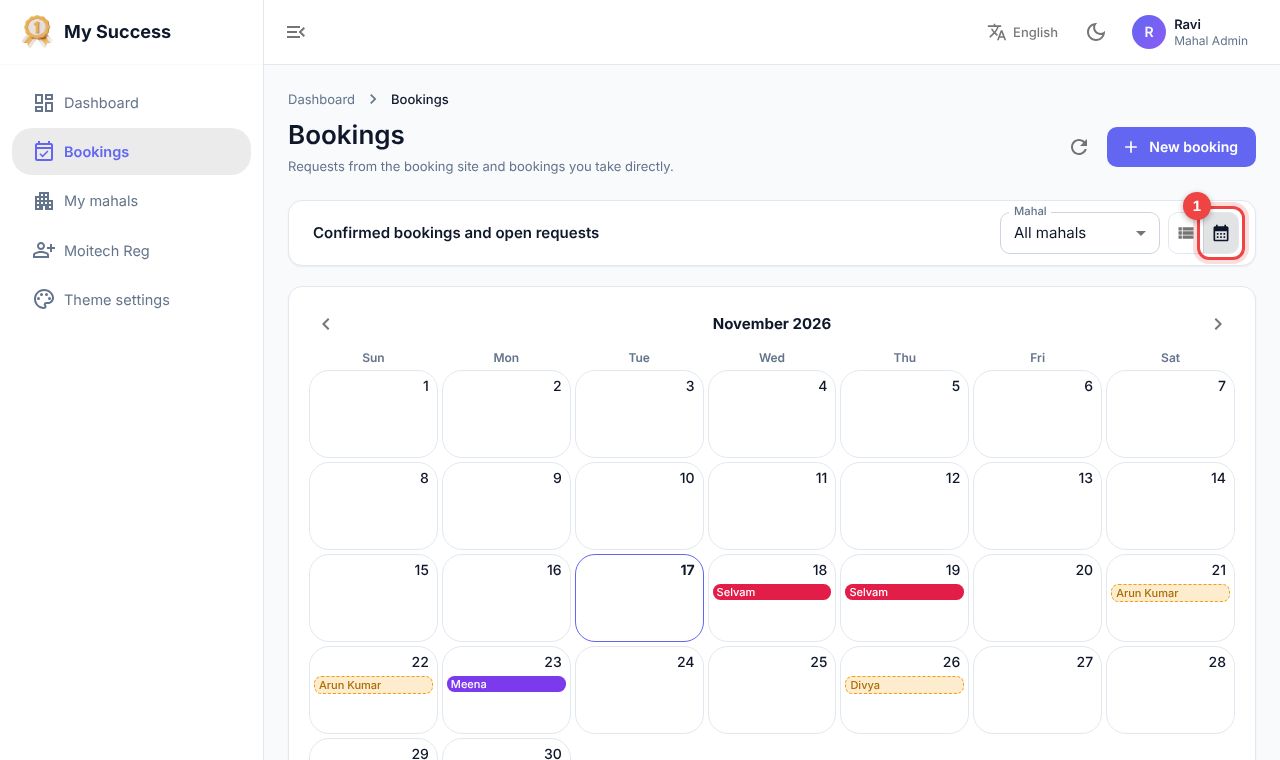 1
My Success
English
R
Ravi
Mahal Admin
Dashboard
Bookings
My mahals
Moitech Reg
Theme settings
Dashboard > Bookings
Bookings
Requests from the booking site and bookings you take directly.
+ New booking
Confirmed bookings and open requests
Mahal
All mahals
1
November 2026
Sun Mon Tue Wed Thu Fri Sat
1 2 3 4 5 6 7
8 9 10 11 12 13 14
15 16 17 18 19 20 21
Selvam Selvam Arun Kumar
22 23 24 25 26 27 28
Arun Kumar Meena Divya
29 30